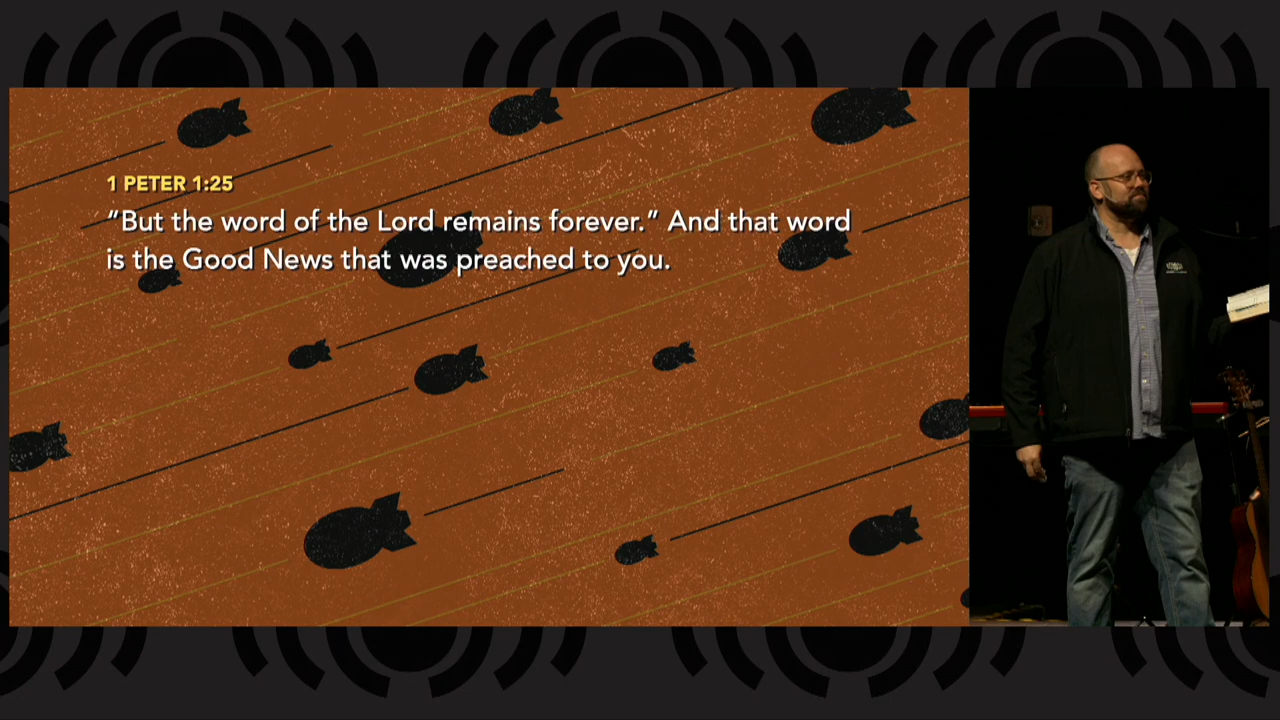 1 PETER 1:25
“But the word of the Lord remains forever.” And that word
is the Good News that was preached to you.